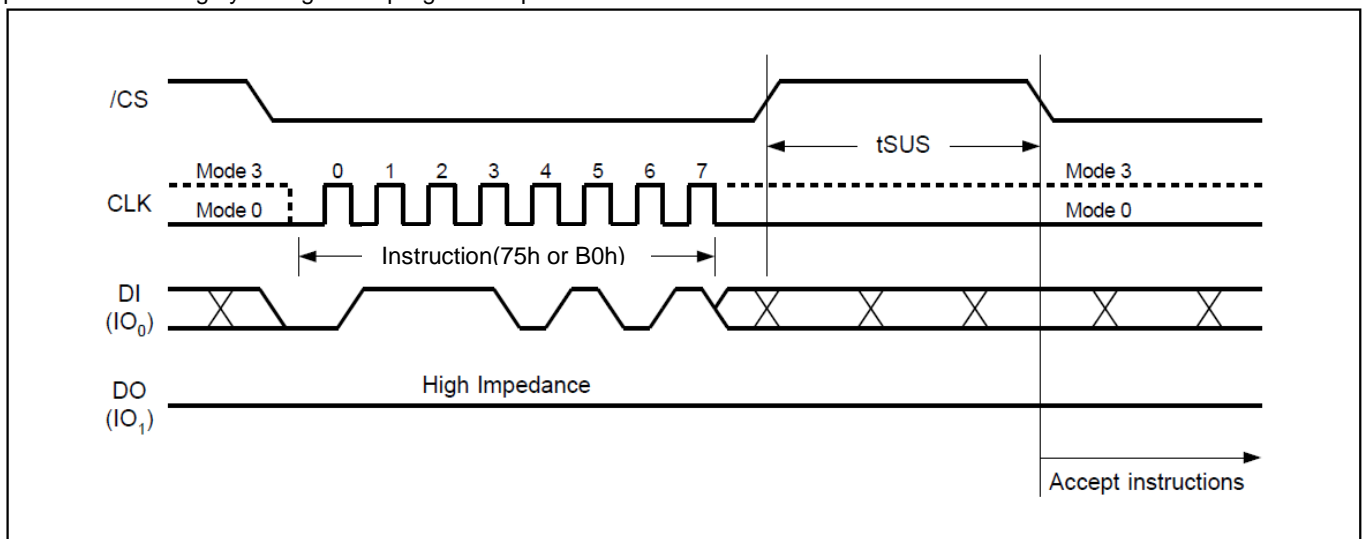 /CS
tSUS
Mode 3 0 1 2 3 4 5 6 7 Mode 3
CLK
Mode 0 Mode 0
Instruction(75h or B0h)
DI
(IO0)
High Impedance
DO
(IO1)
Accept instructions